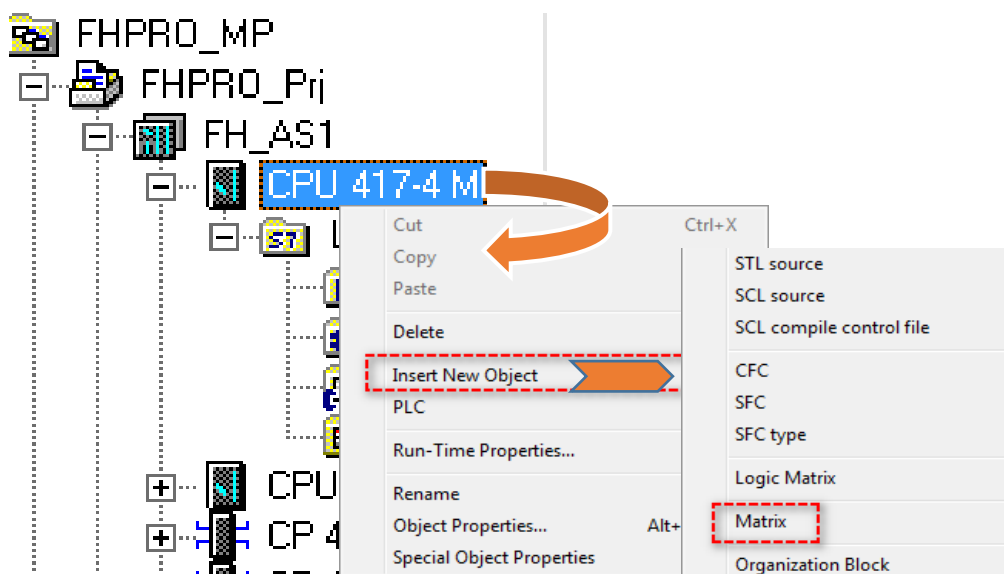 FHPRO_MP
FHPRO_Prj
FH_AS1
CPU 417-4 M
S7
Cut Ctrl+X
Copy
Paste
Delete
Insert New Object
PLC
Run-Time Properties...
Rename
Object Properties... Alt+
Special Object Properties
STL source
SCL source
SCL compile control file
CFC
SFC
SFC type
Logic Matrix
Matrix
Organization Block
CPU
CP 4